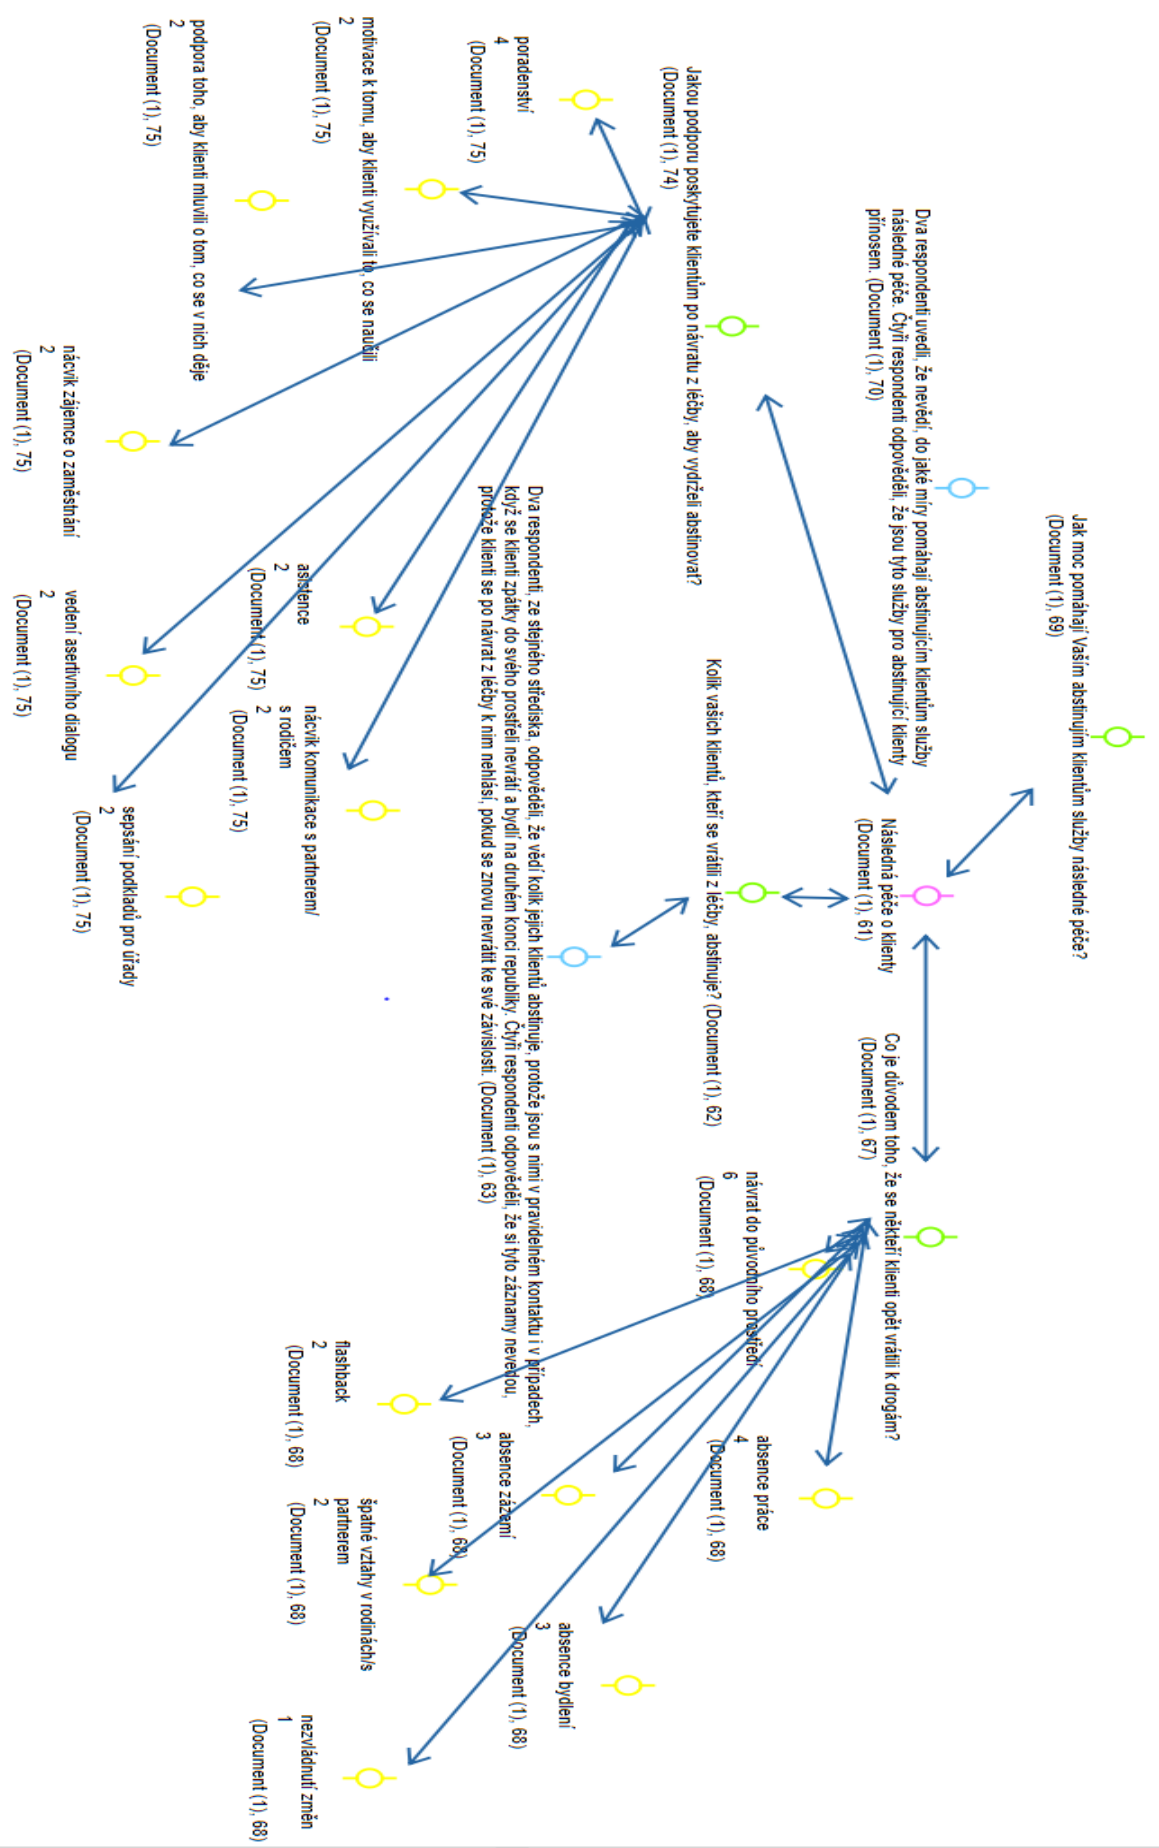 Jak moc pomáhají Vaším abstinujím klientům služby následné péče?
(Document (1), 69)
Dva respondenti uvedli, že nevědí, do jaké míry pomáhají abstinujícím klientům služby
následné péče. Čtyři respondenti odpověděli, že jsou tyto služby pro abstinující klienty
přínosem. (Document (1), 70)
Následná péče o klienty
(Document (1), 61)
Co je důvodem toho, že se někteří klienti opět vrátili k drogám?
(Document (1), 67)
Jakou podporu poskytujete klientům po návratu z léčby, aby vydrželi abstinovat?
(Document (1), 74)
Kolik vašich klientů, kteří se vrátili z léčby, abstinuje? (Document (1), 62)
návrat do původního prostředí
6
(Document (1), 68)
absence práce
4
(Document (1), 68)
poradenství
4
(Document (1), 75)
Dva respondenti, ze stejného střediska, odpověděli, že vědí kolik jejich klientů abstinuje, protože jsou s nimi v pravidelném kontaktu i v případech,
když se klienti zpátky do svého prostřeli nevrátí a bydlí na druhém konci republiky. Čtyři respondenti odpověděli, že si tyto záznamy nevedou,
protože klienti se po návrat z léčby k nim nehlásí, pokud se znovu nevrátit ke své závislosti. (Document (1), 63)
absence zázemí
3
(Document (1), 68)
absence bydlení
3
(Document (1), 68)
motivace k tomu, aby klienti využívali to, co se naučili
2
(Document (1), 75)
asistence
2
(Document (1), 75)
nácvik komunikace s partnerem/
s rodičem
2
(Document (1), 75)
flashback
2
(Document (1), 68)
špatné vztahy v rodinách/s
partnerem
2
(Document (1), 68)
nezvládnutí změn
1
(Document (1), 68)
podpora toho, aby klienti mluvili o tom, co se v nich děje
2
(Document (1), 75)
nácvik zájemce o zaměstnání
2
(Document (1), 75)
vedení asertivního dialogu
2
(Document (1), 75)
sepsání podkladů pro úřady
2
(Document (1), 75)